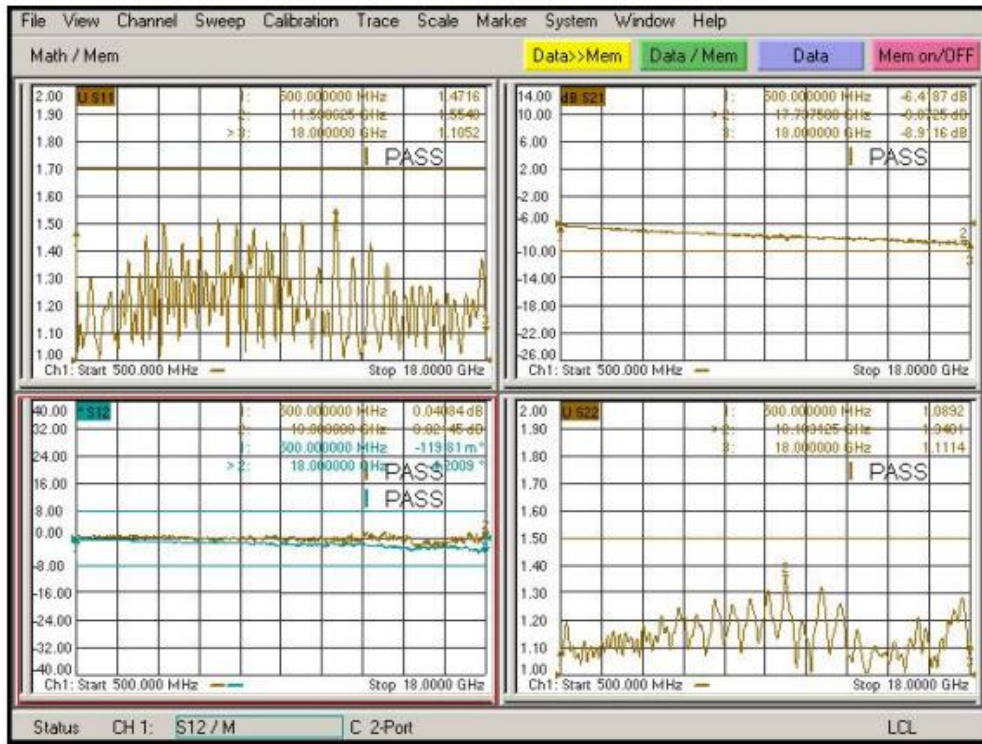 File View Channel Sweep Calibration Trace Scale Marker System Window Help
Math / Mem
Data>>Mem Data / Mem Data Mem on/OFF
2.00 U S11 1: 500.000000 MHz 1.4716
1.90
> 3: 18.000000 GHz 1.1052
1.80
PASS
1.70
1.60
1.50
1.40
1.30
1.20
1.10
1.00
Ch1: Start 500.000 MHz Stop 18.0000 GHz
14.00 dB S21 1: 500.000000 MHz -6.4187 dB
10.00
3: 18.000000 GHz -8.9116 dB
6.00
PASS
2.00
-2.00
-6.00
-10.00
-14.00
-18.00
-22.00
-26.00
Ch1: Start 500.000 MHz Stop 18.0000 GHz
40.00 S12 1: 500.000000 MHz 0.04084 dB
32.00
1: 500.000000 MHz -119.81 m°
24.00
> 2: 18.000000 GHz
PASS
16.00
PASS
8.00
0.00
-8.00
-16.00
-24.00
-32.00
-40.00
Ch1: Start 500.000 MHz Stop 18.0000 GHz
2.00 U S22 1: 500.000000 MHz 1.0892
1.90
3: 18.000000 GHz 1.1114
1.80
PASS
1.70
1.60
1.50
1.40
1.30
1.20
1.10
1.00
Ch1: Start 500.000 MHz Stop 18.0000 GHz
Status CH 1: S12 / M C 2-Port LCL